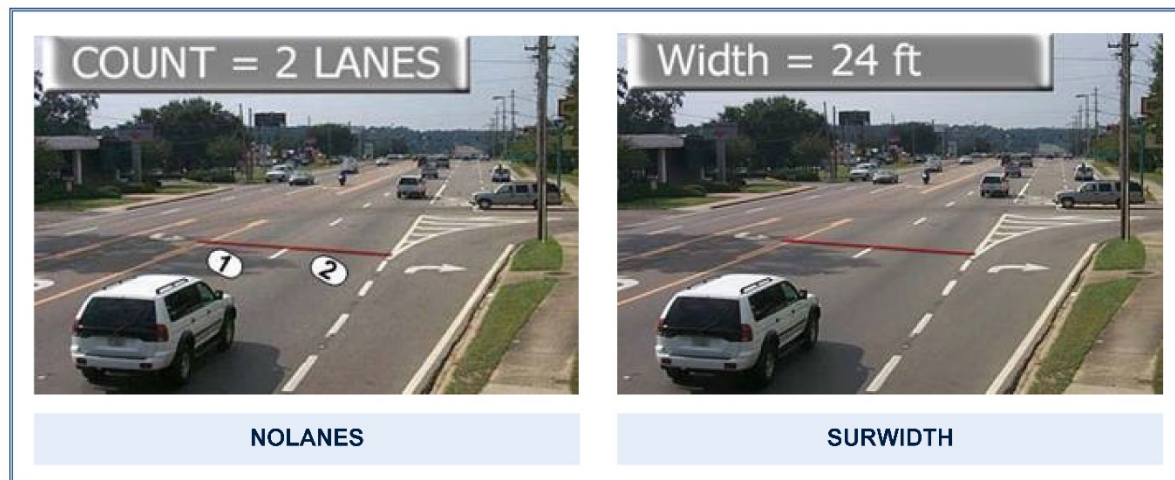 COUNT = 2 LANES
Width = 24 ft
1
2
NOLANES
SURWIDTH